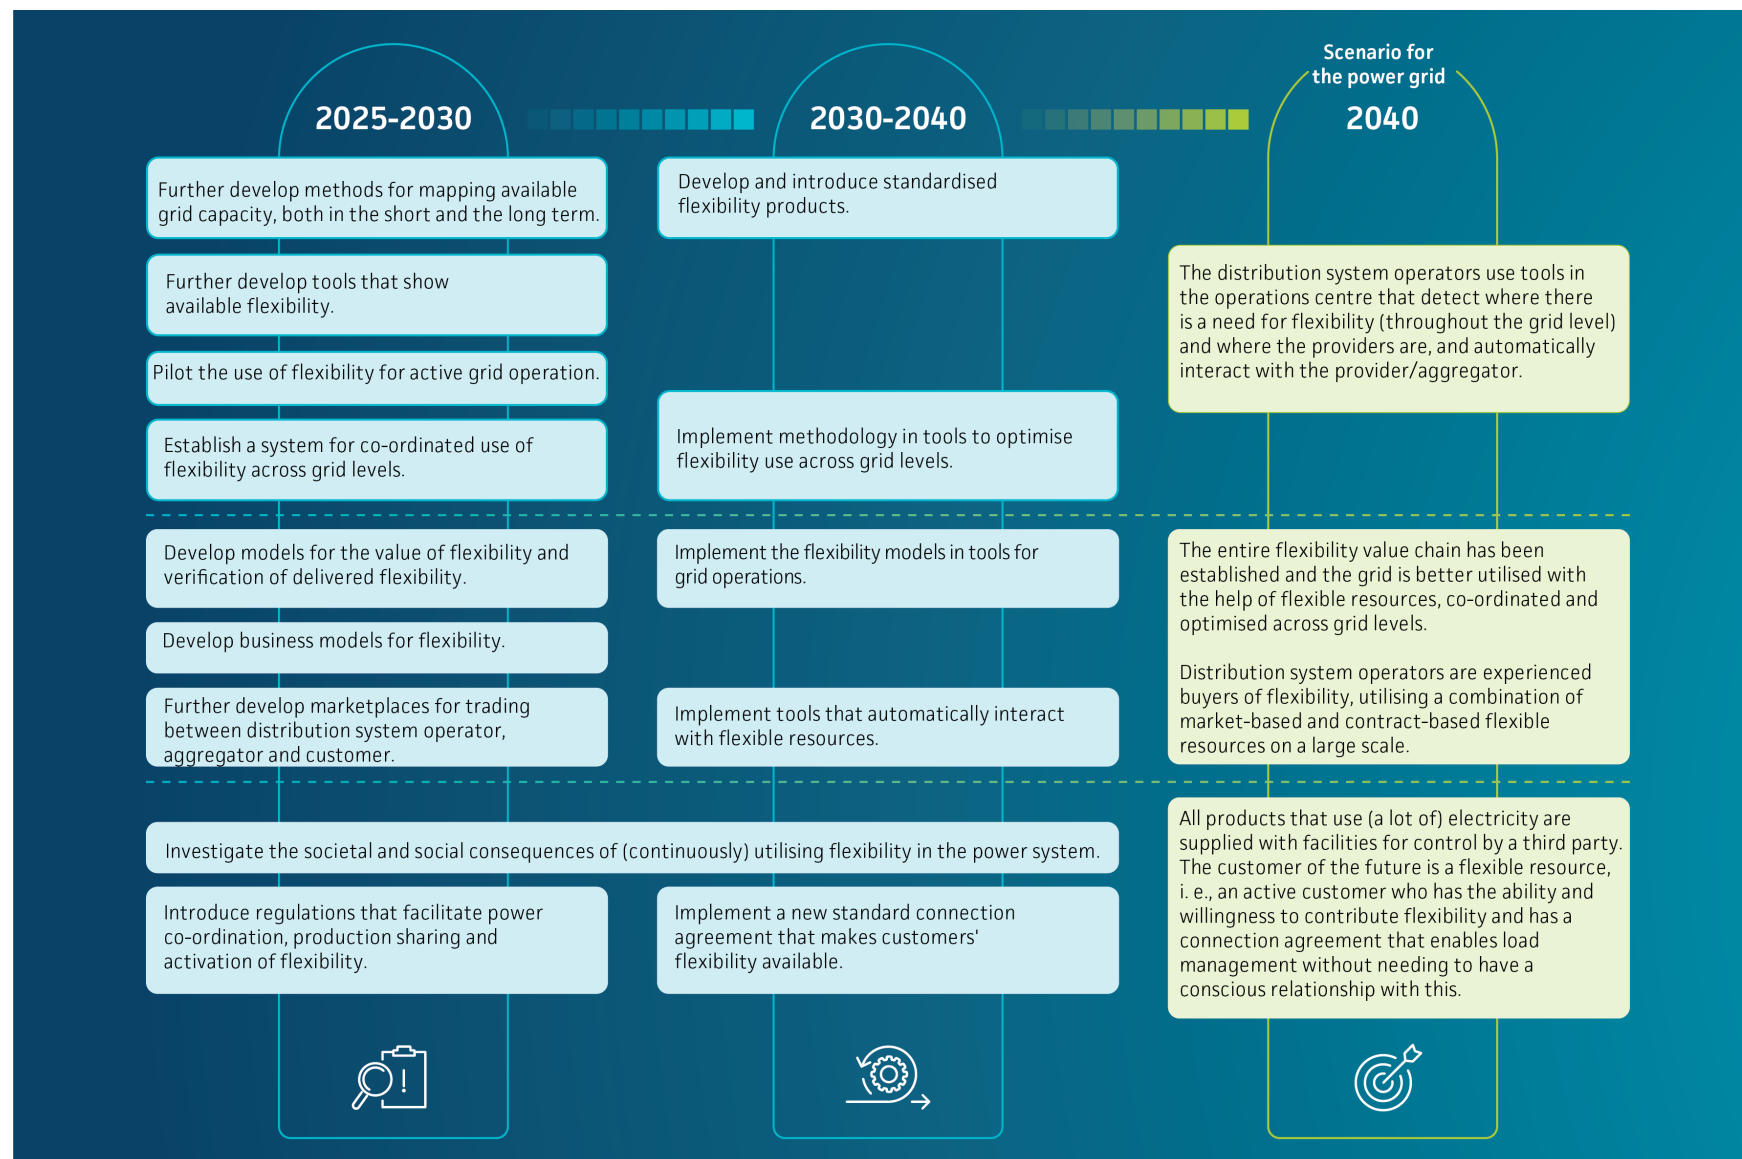 2025-2030
2030-2040
Scenario for
the power grid
2040
Further develop methods for mapping available
grid capacity, both in the short and the long term.
Further develop tools that show
available flexibility.
Pilot the use of flexibility for active grid operation.
Establish a system for co-ordinated use of
flexibility across grid levels.
Develop and introduce standardised
flexibility products.
Implement methodology in tools to optimise
flexibility use across grid levels.
The distribution system operators use tools in
the operations centre that detect where there
is a need for flexibility (throughout the grid level)
and where the providers are, and automatically
interact with the provider/aggregator.
Develop models for the value of flexibility and
verification of delivered flexibility.
Develop business models for flexibility.
Further develop marketplaces for trading
between distribution system operator,
aggregator and customer.
Implement the flexibility models in tools for
grid operations.
Implement tools that automatically interact
with flexible resources.
The entire flexibility value chain has been
established and the grid is better utilised with
the help of flexible resources, co-ordinated and
optimised across grid levels.
Distribution system operators are experienced
buyers of flexibility, utilising a combination of
market-based and contract-based flexible
resources on a large scale.
Investigate the societal and social consequences of (continuously) utilising flexibility in the power system.
Introduce regulations that facilitate power
co-ordination, production sharing and
activation of flexibility.
Implement a new standard connection
agreement that makes customers'
flexibility available.
All products that use (a lot of) electricity are
supplied with facilities for control by a third party.
The customer of the future is a flexible resource,
i. e., an active customer who has the ability and
willingness to contribute flexibility and has a
connection agreement that enables load
management without needing to have a
conscious relationship with this.